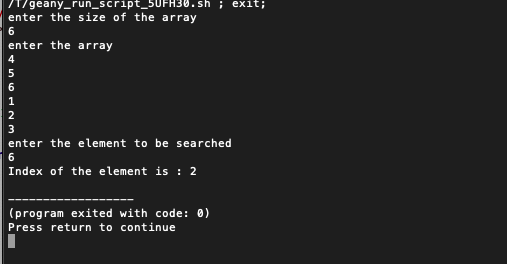 /T/geany_run_script_5UFH30.sh ; exit;
enter the size of the array
6
enter the array
4
5
6
1
2
3
enter the element to be searched
6
Index of the element is : 2
------------------
(program exited with code: 0)
Press return to continue